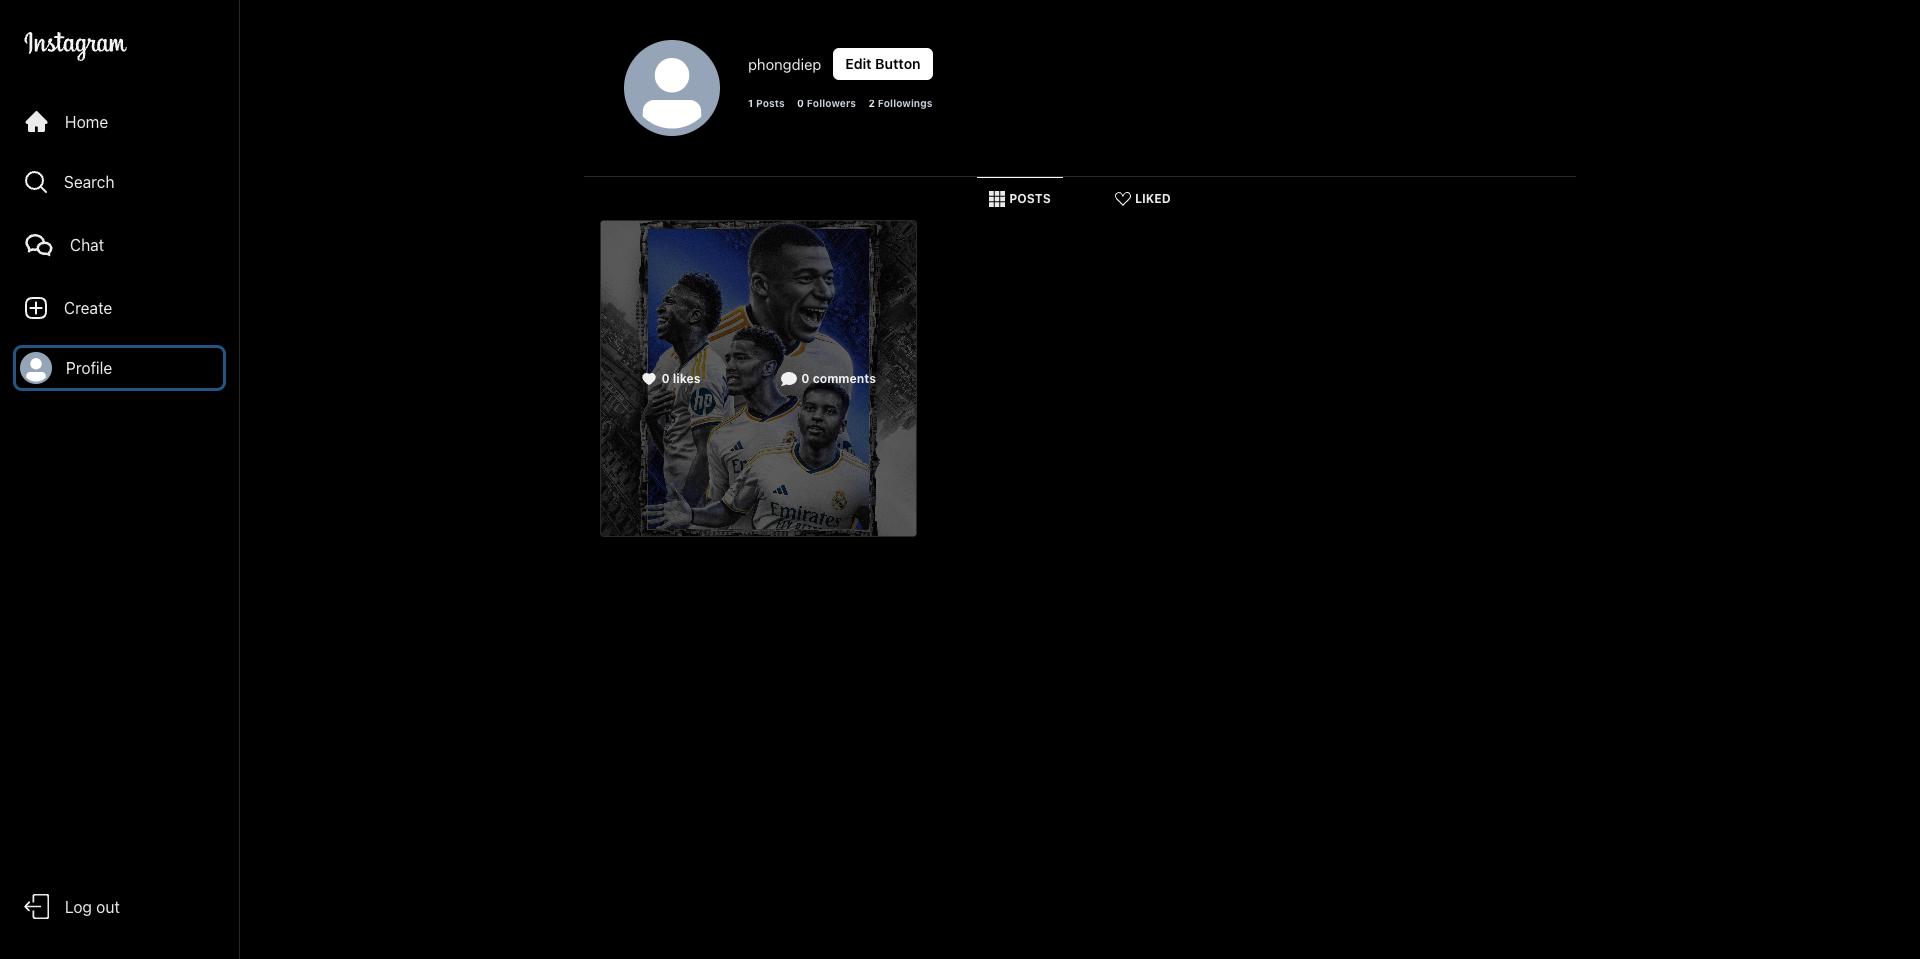 Instagram
Home
Search
Chat
Create
Profile
Log out
phongdiep Edit Button
1 Posts 0 Followers 2 Followings
POSTS LIKED
0 likes 0 comments
hp
Emirates